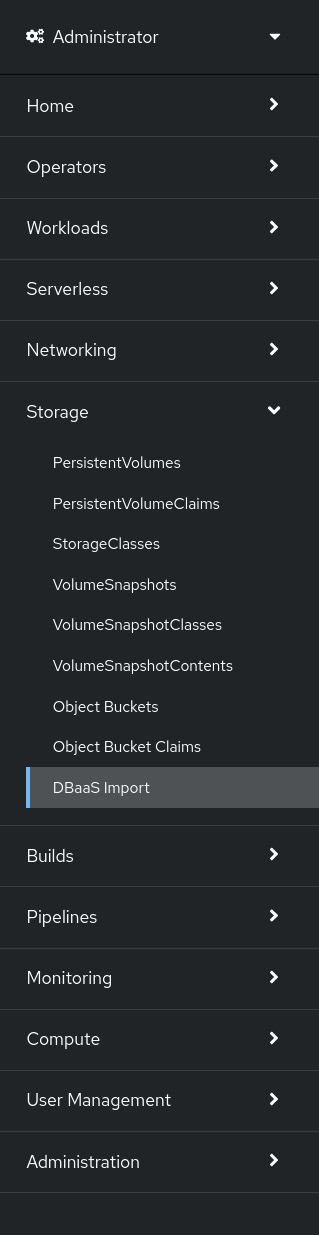 Administrator
Home
Operators
Workloads
Serverless
Networking
Storage
PersistentVolumes
PersistentVolumeClaims
StorageClasses
VolumeSnapshots
VolumeSnapshotClasses
VolumeSnapshotContents
Object Buckets
Object Bucket Claims
DBaaS Import
Builds
Pipelines
Monitoring
Compute
User Management
Administration